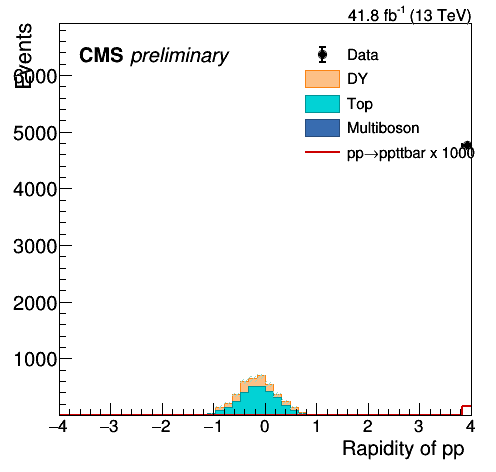 41.8 fb⁻¹ (13 TeV)
CMS preliminary
Events
Data
DY
Top
Multiboson
pp→ppttbar x 1000
6000
5000
4000
3000
2000
1000
−4 −3 −2 −1 0 1 2 3 4
Rapidity of pp